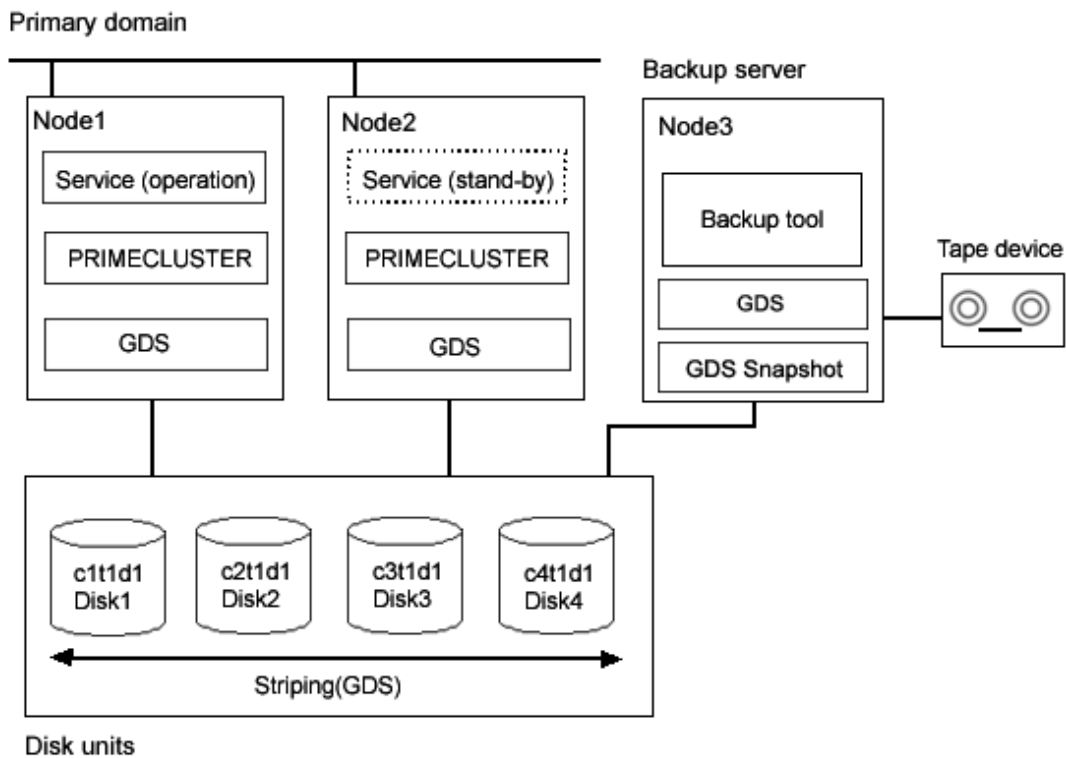 Primary domain
Backup server
Node1
Service (operation)
PRIMECLUSTER
GDS
Node2
Service (stand-by)
PRIMECLUSTER
GDS
Node3
Backup tool
GDS
GDS Snapshot
Tape device
c1t1d1
Disk1
c2t1d1
Disk2
c3t1d1
Disk3
c4t1d1
Disk4
Striping(GDS)
Disk units